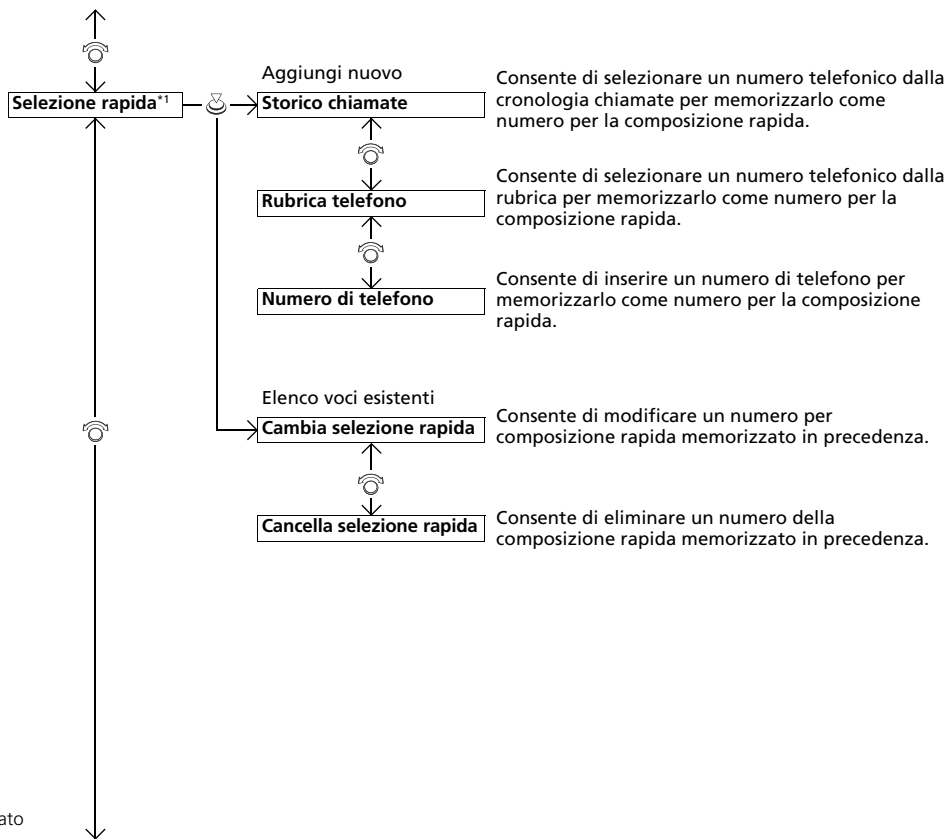 Selezione rapida*1
Aggiungi nuovo
Storico chiamate
Consente di selezionare un numero telefonico dalla
cronologia chiamate per memorizzarlo come
numero per la composizione rapida.
Rubrica telefono
Consente di selezionare un numero telefonico dalla
rubrica per memorizzarlo come numero per la
composizione rapida.
Numero di telefono
Consente di inserire un numero di telefono per
memorizzarlo come numero per la composizione
rapida.
Elenco voci esistenti
Cambia selezione rapida
Consente di modificare un numero per
composizione rapida memorizzato in precedenza.
Cancella selezione rapida
Consente di eliminare un numero della
composizione rapida memorizzato in precedenza.
ato